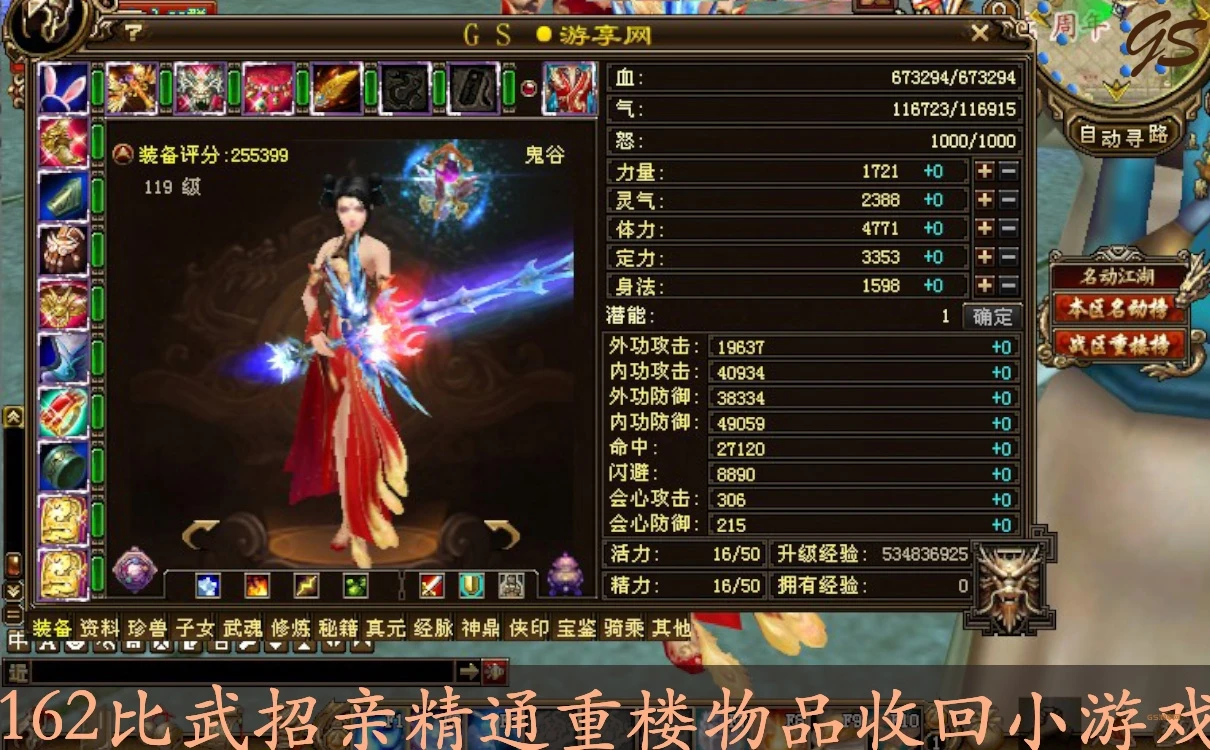 G S ●游享网
周年
GS
血: 673294/673294
气: 116723/116915
怒: 1000/1000
自动寻路
装备评分:255399
鬼谷
119 级
力量: 1721 +0
灵气: 2388 +0
体力: 4771 +0
定力: 3353 +0
身法: 1598 +0
潜能: 1 确定
名动江湖
本区名动榜
战区重楼榜
外功攻击: 19637 +0
内功攻击: 40934 +0
外功防御: 38334 +0
内功防御: 49059 +0
命中: 27120 +0
闪避: 8890 +0
会心攻击: 306 +0
会心防御: 215 +0
活力: 16/50 升级经验: 534836925
精力: 16/50 拥有经验: 0
装备 资料 珍兽 子女 武魂 修炼 秘籍 真元 经脉 神鼎 侠印 宝鉴 骑乘 其他
近
162比武招亲精通重楼物品收回小游戏